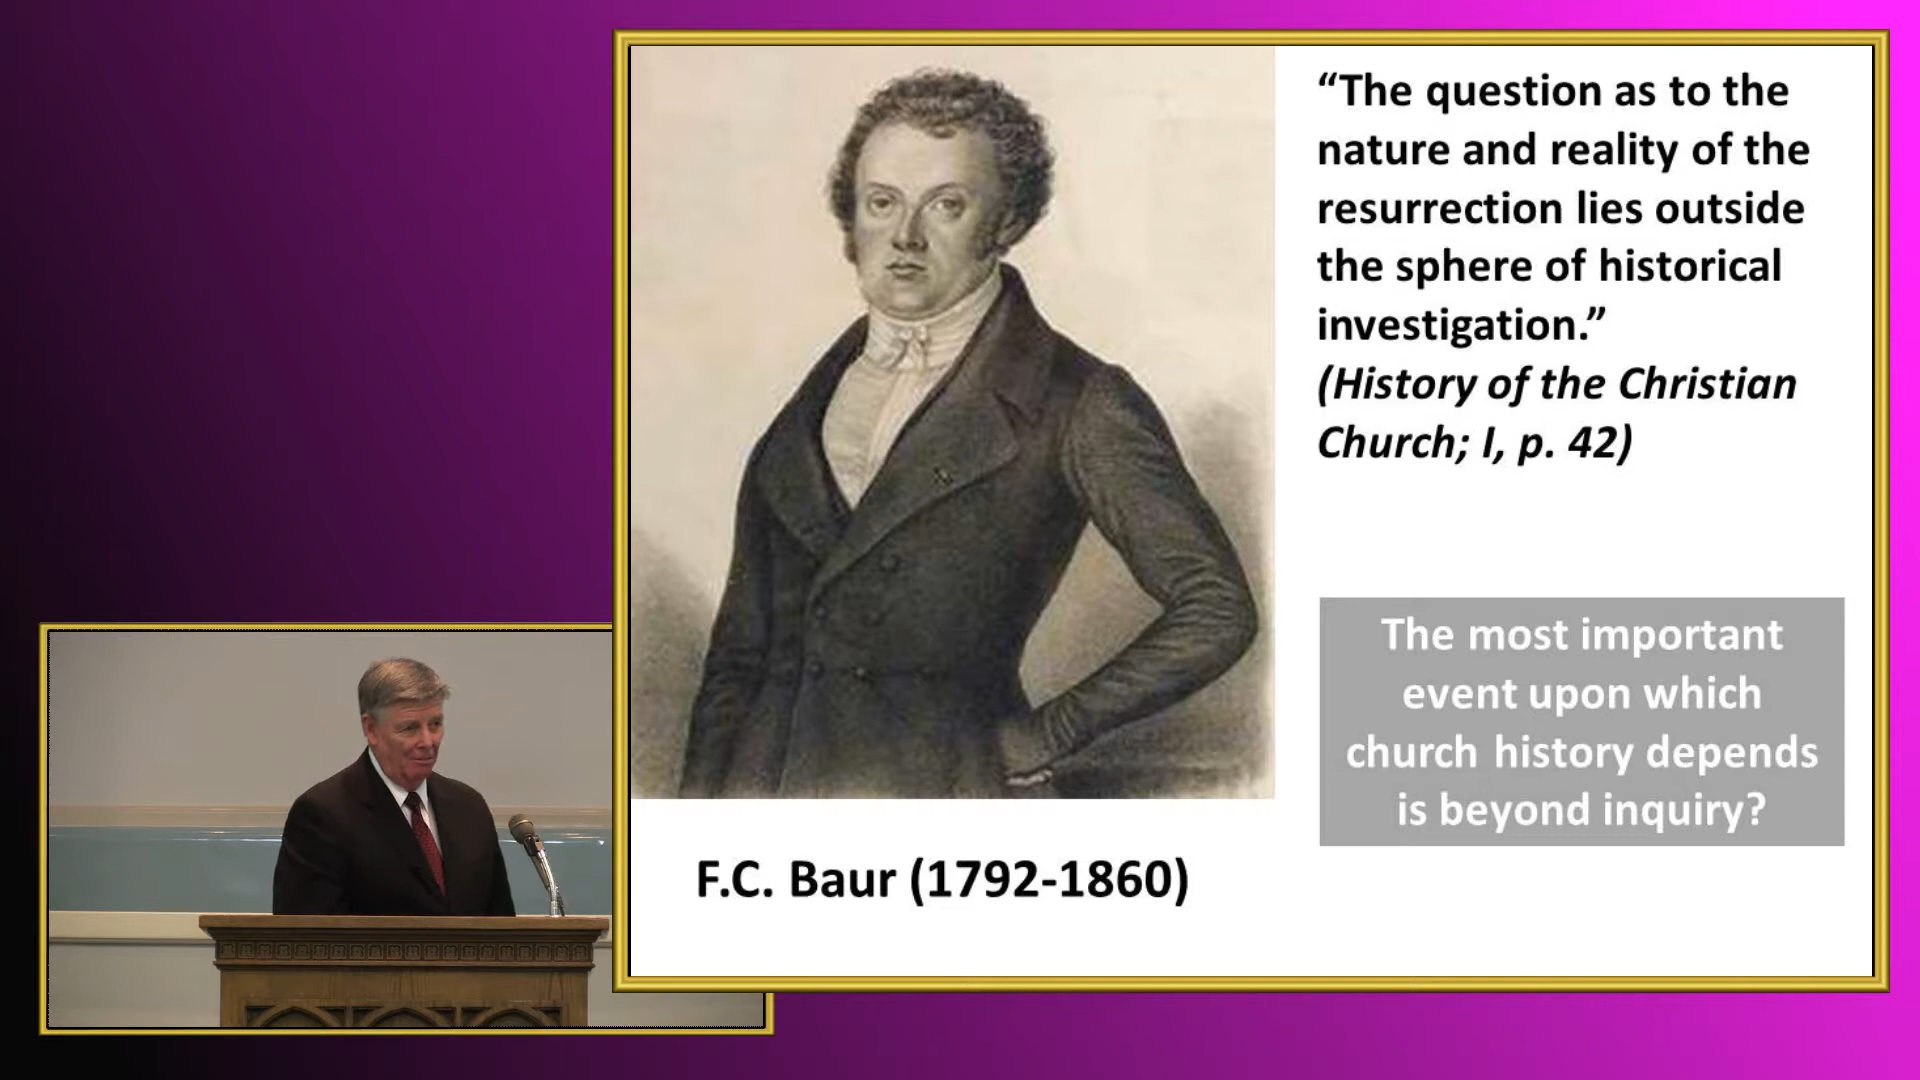 “The question as to the
nature and reality of the
resurrection lies outside
the sphere of historical
investigation.”
(History of the Christian
Church; I, p. 42)
The most important
event upon which
church history depends
is beyond inquiry?
F.C. Baur (1792-1860)